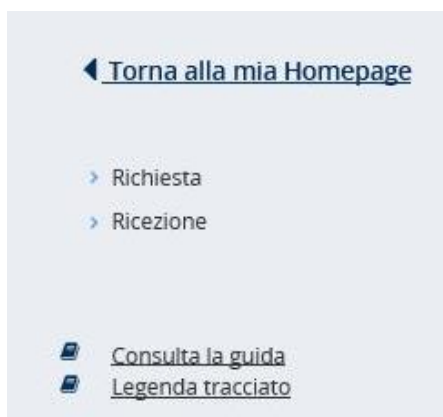 Torna alla mia Homepage
Richiesta
Ricezione
Consulta la guida
Legenda tracciato